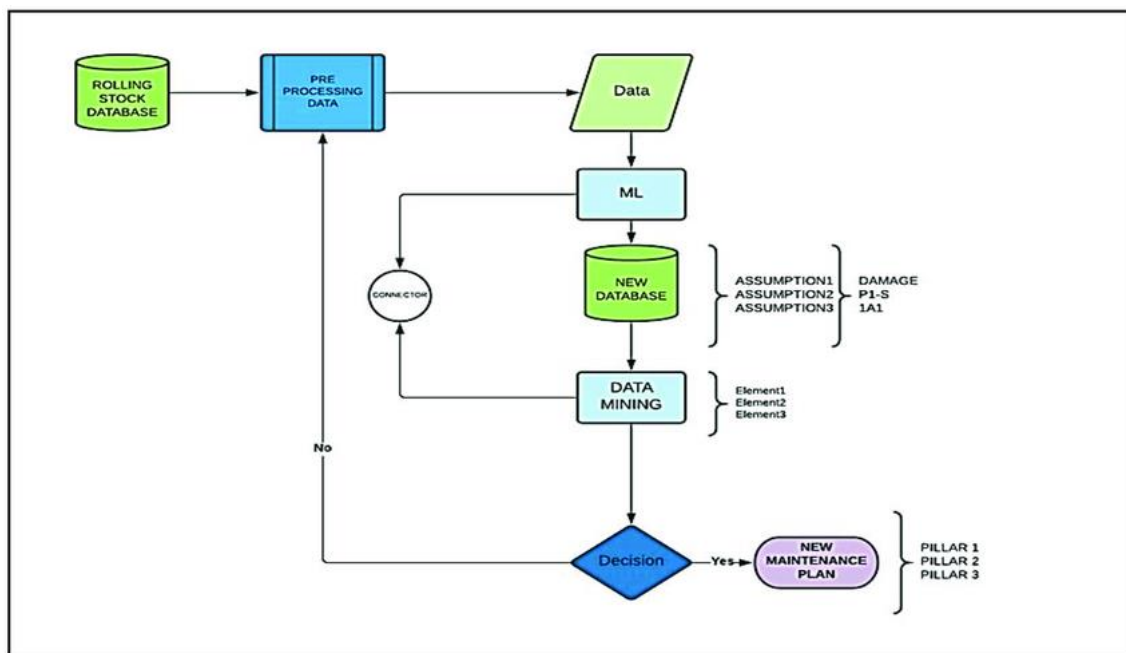 ROLLING
STOCK
DATABASE
PRE
PROCESSING
DATA
Data
ML
CONNECTOR
NEW
DATABASE
ASSUMPTION1
ASSUMPTION2
ASSUMPTION3
DAMAGE
P1-S
1A1
DATA
MINING
Element1
Element2
Element3
No
Decision
Yes
NEW
MAINTENANCE
PLAN
PILLAR 1
PILLAR 2
PILLAR 3